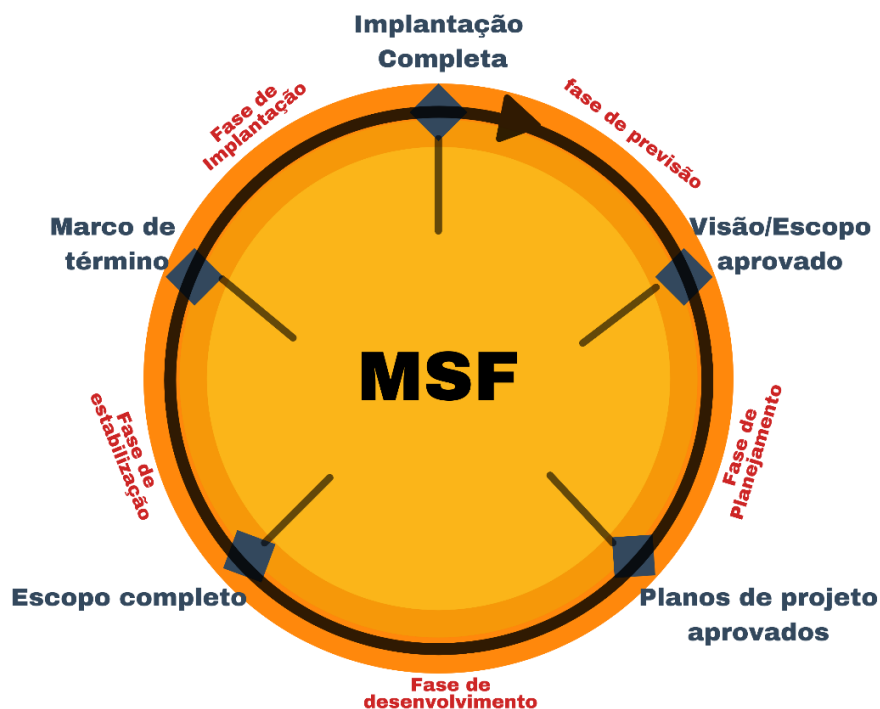 Implantação
Completa
Fase de
Implantação
fase de previsão
Marco de
término
Visão/Escopo
aprovado
MSF
Fase de
estabilização
Fase de
Planejamento
Escopo completo
Planos de projeto
aprovados
Fase de
desenvolvimento